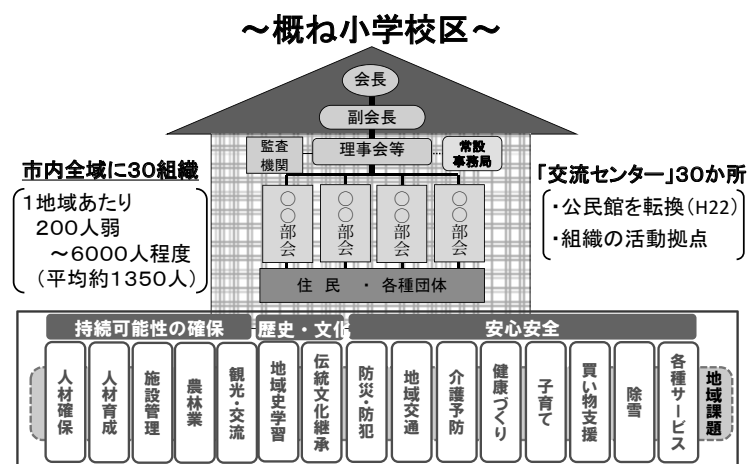 ～概ね小学校区～
会長
副会長
監査
機関
理事会等
常設
事務局
市内全域に30組織
1地域あたり
200人弱
～6000人程度
(平均約1350人)
○○部会
○○部会
○○部会
○○部会
住 民 ・ 各種団体
「交流センター」30か所
・公民館を転換(H22)
・組織の活動拠点
持続可能性の確保
歴史・文化
安心安全
人材確保
人材育成
施設管理
農林業
観光・交流
地域史学習
伝統文化継承
防災・防犯
地域交通
介護予防
健康づくり
子育て
買い物支援
除雪
各種サービス
地域課題